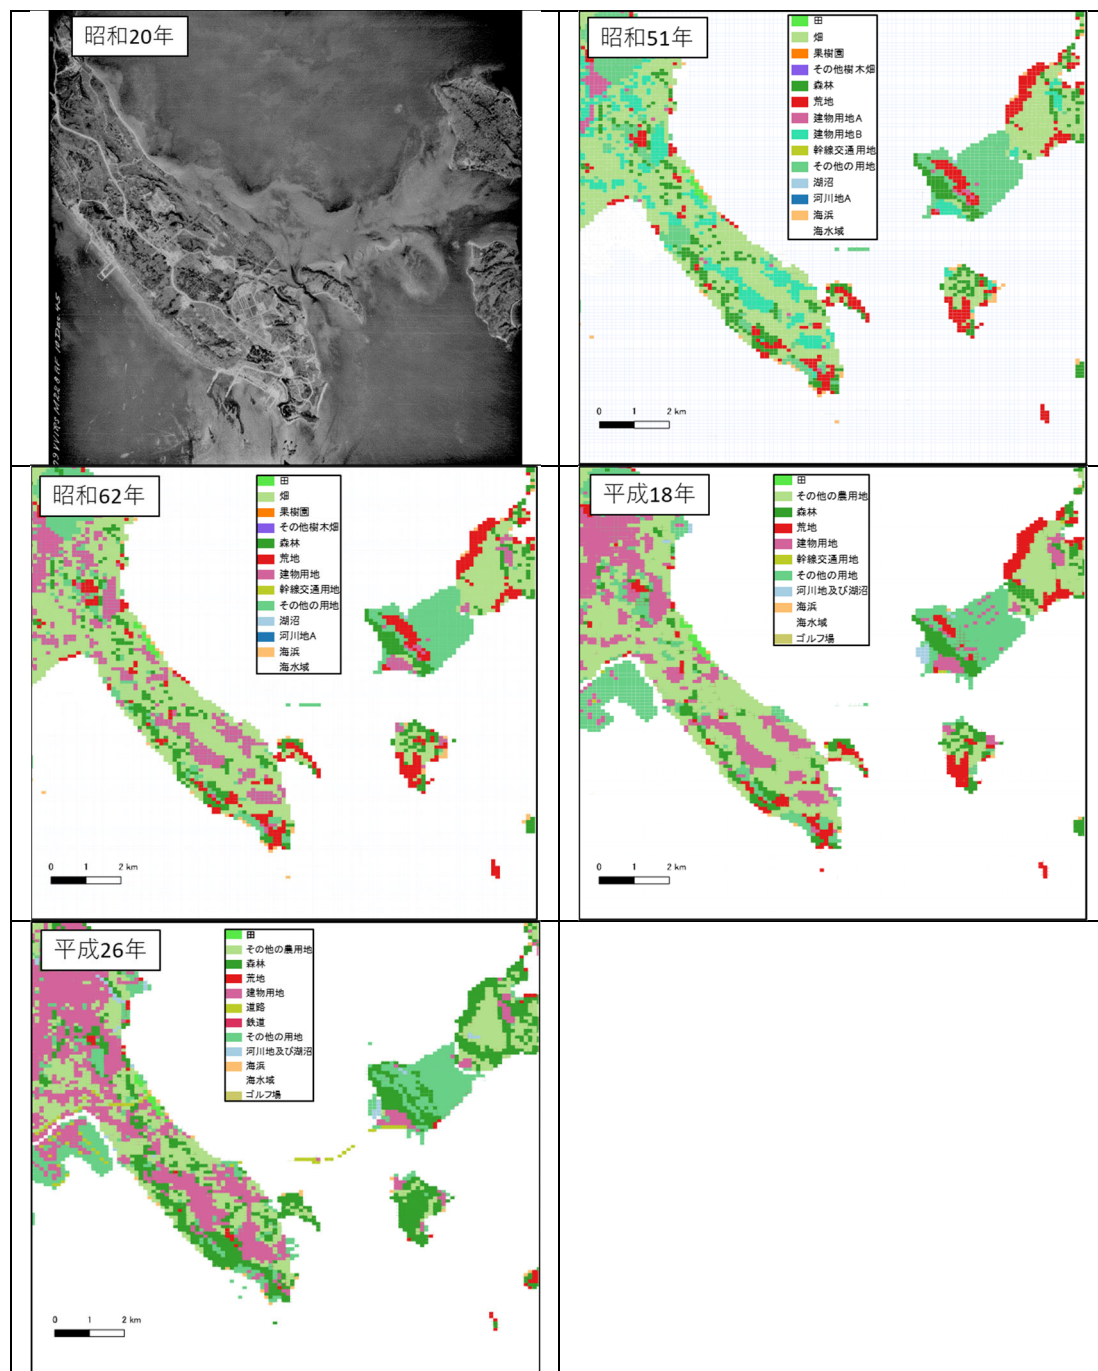 昭和20年
79 VV 1RS M228 RF 12 Dec 45
昭和51年
田
畑
果樹園
その他樹木畑
森林
荒地
建物用地A
建物用地B
幹線交通用地
その他の用地
湖沼
河川地A
海浜
海水域
0 1 2 km
昭和62年
田
畑
果樹園
その他樹木畑
森林
荒地
建物用地
幹線交通用地
その他の用地
湖沼
河川地A
海浜
海水域
0 1 2 km
平成18年
田
その他の農用地
森林
荒地
建物用地
幹線交通用地
その他の用地
河川地及び湖沼
海浜
海水域
ゴルフ場
0 1 2 km
平成26年
田
その他の農用地
森林
荒地
建物用地
道路
鉄道
その他の用地
河川地及び湖沼
海浜
海水域
ゴルフ場
0 1 2 km